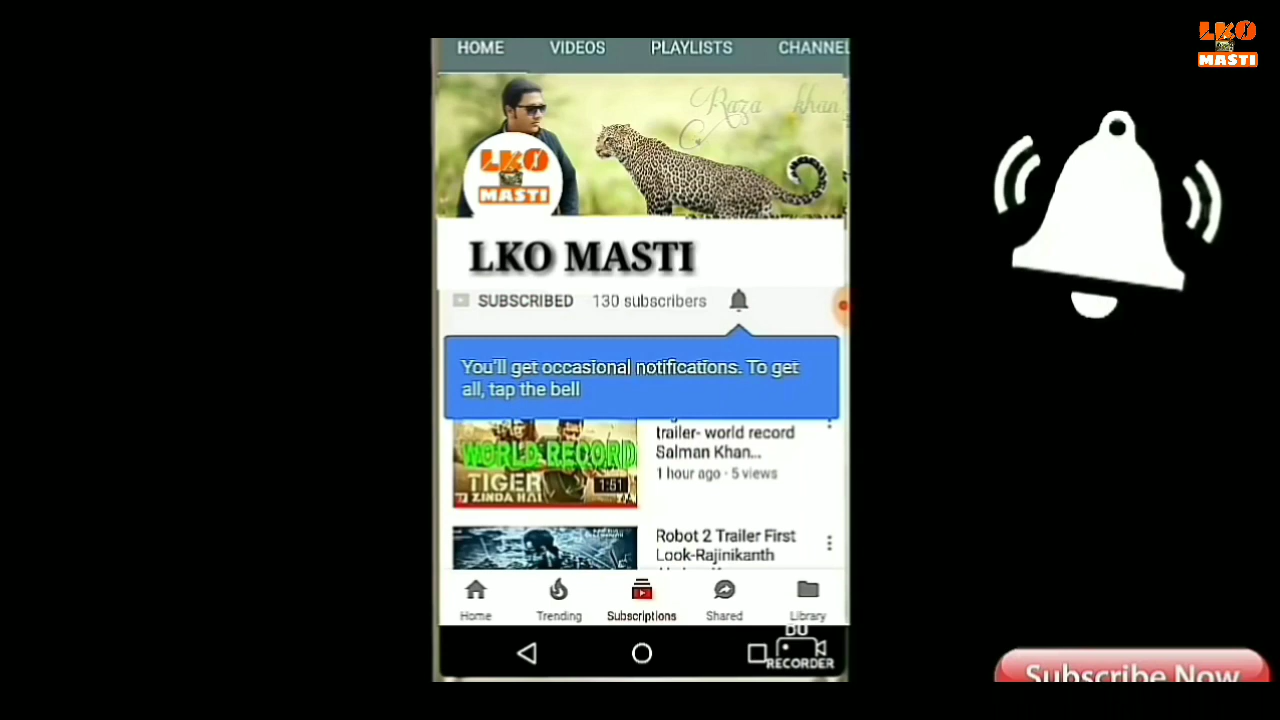 LKO
MASTI
HOME VIDEOS PLAYLISTS CHANNEL
Raza khan
LKO
MASTI
LKO MASTI
SUBSCRIBED 130 subscribers
You'll get occasional notifications. To get
all, tap the bell
trailer- world record
Salman Khan...
1 hour ago · 5 views
WORLD RECORD
TIGER
ZINDA HAI
1:51
Robot 2 Trailer First
Look-Rajinikanth
Home Trending Subscriptions Shared Library
DU
RECORDER
Subscribe Now